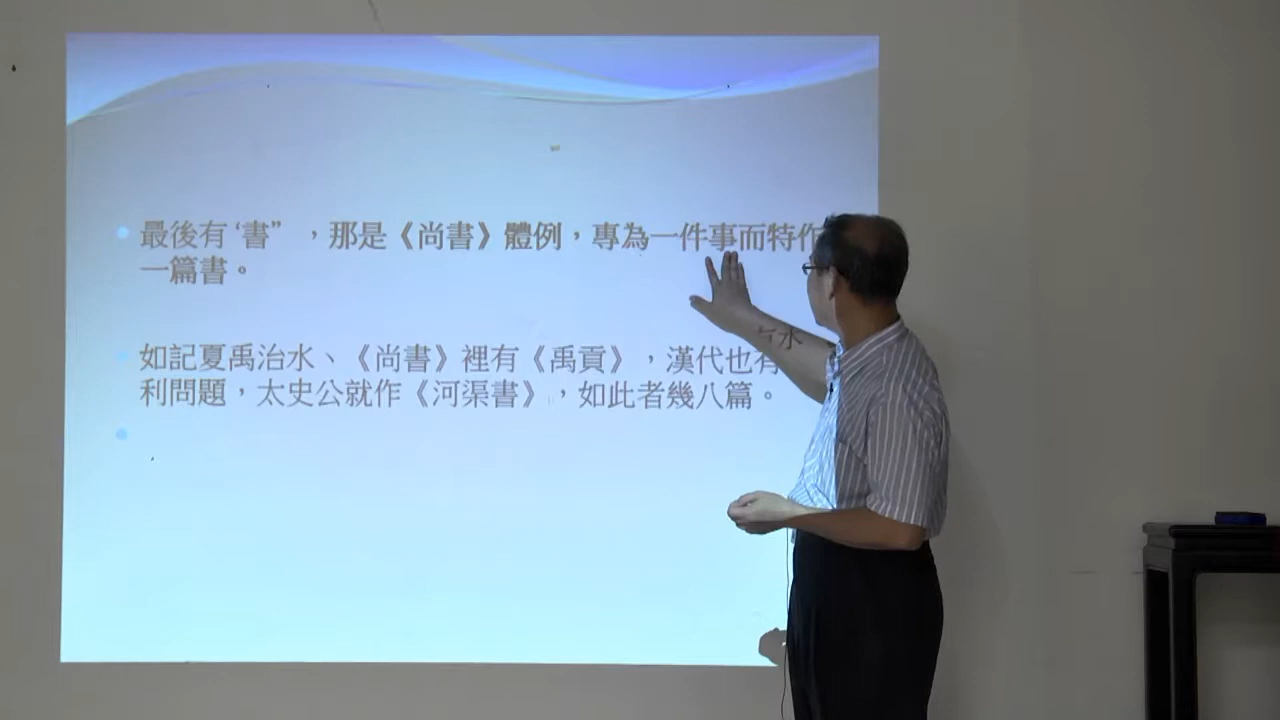 最後有‘書”，那是《尚書》體例，專為一件事而特作
一篇書。
如記夏禹治水、《尚書》裡有《禹貢》，漢代也有水
利問題，太史公就作《河渠書》，如此者幾八篇。